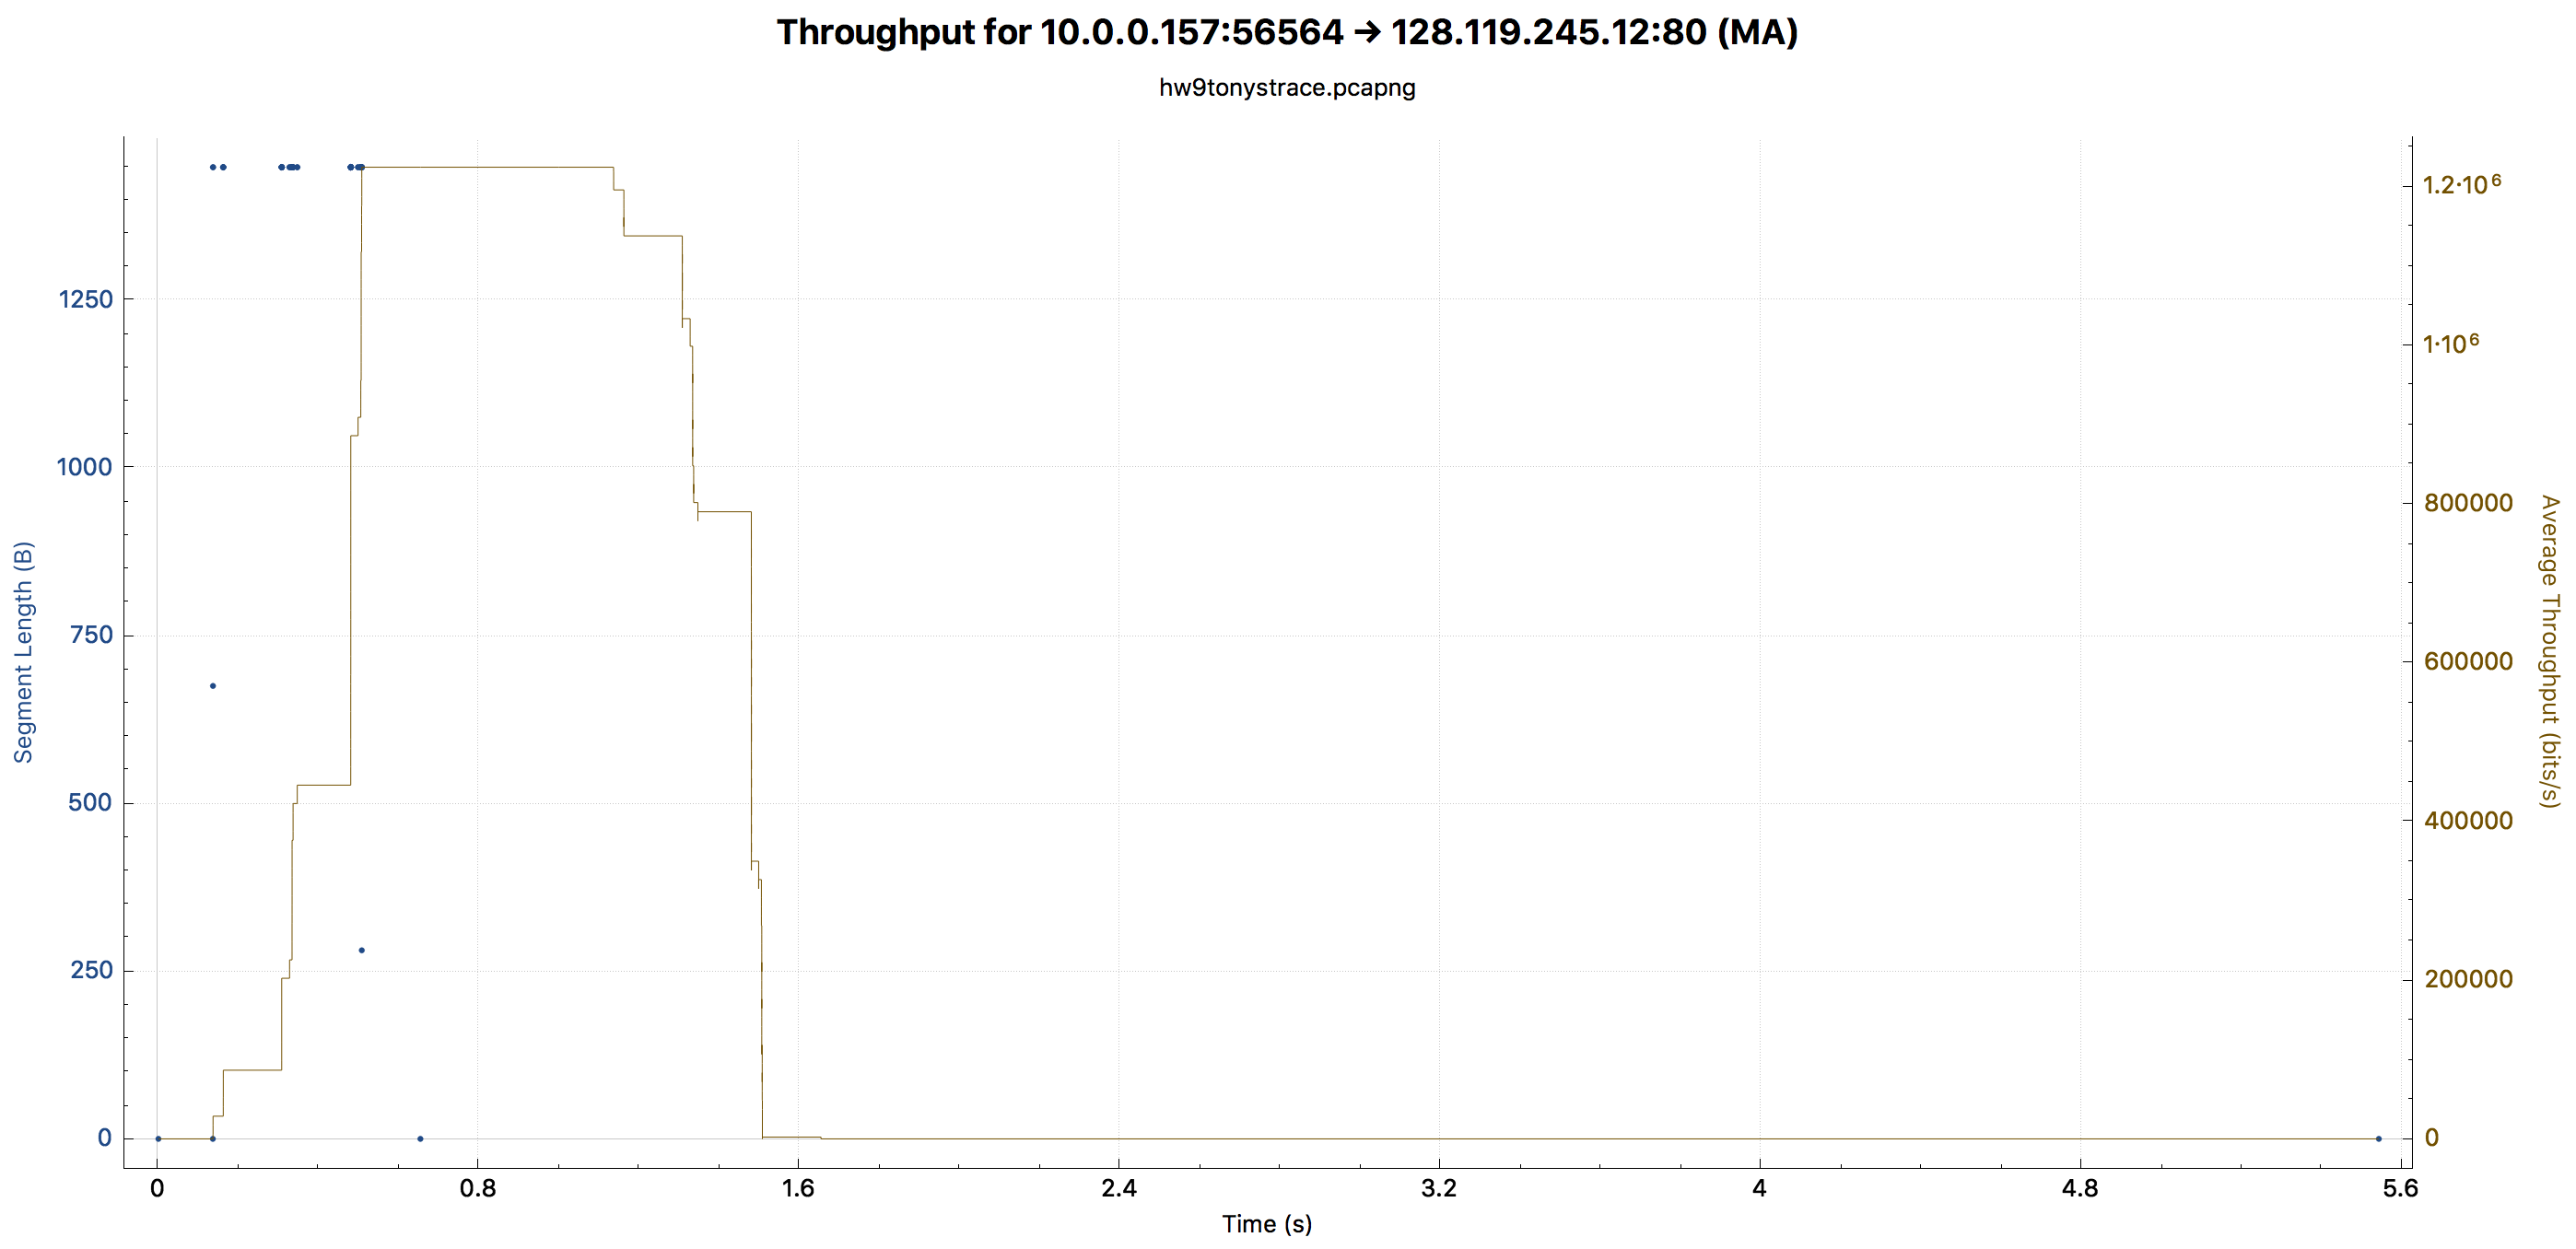 Throughput for 10.0.0.157:56564 → 128.119.245.12:80 (MA)
hw9tonystrace.pcapng
Segment Length (B)
1250
1000
750
500
250
0
1.2·10⁶
1·10⁶
800000
600000
400000
200000
0
Average Throughput (bits/s)
0 0.8 1.6 2.4 3.2 4 4.8 5.6
Time (s)